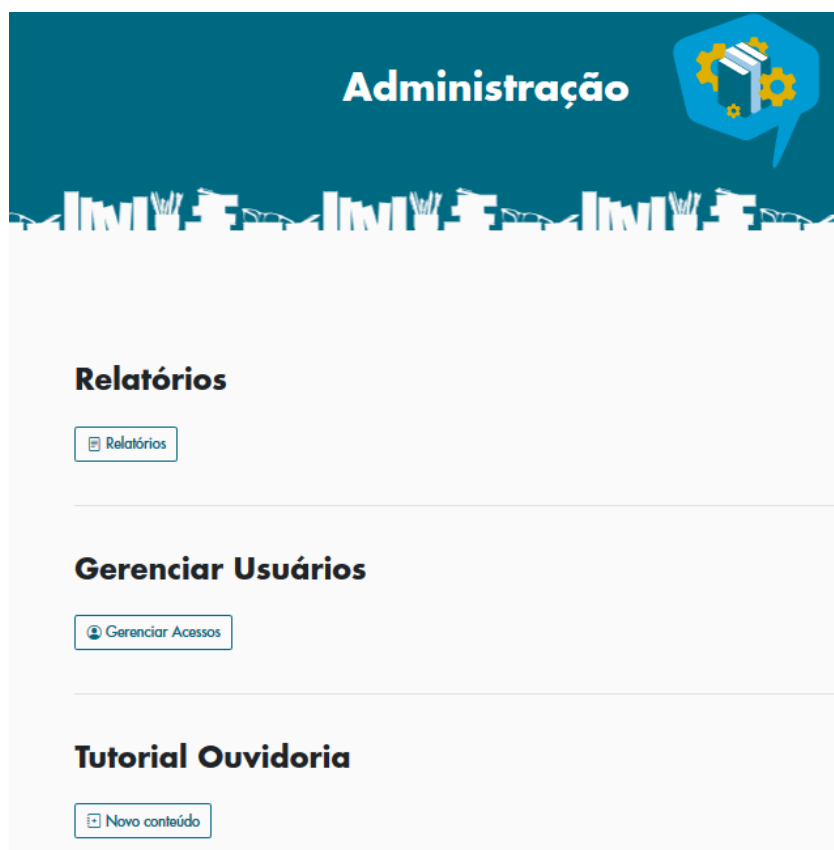 Administração
Relatórios
Relatórios
Gerenciar Usuários
Gerenciar Acessos
Tutorial Ouvidoria
Novo conteúdo